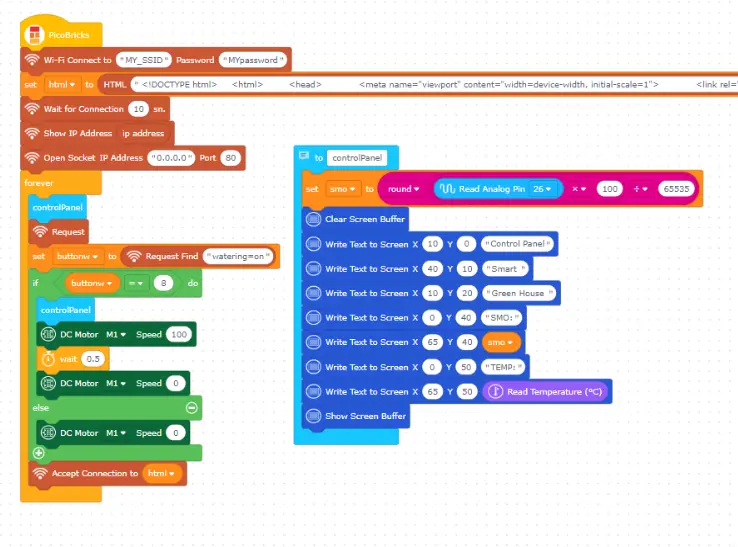 PicoBricks
Wi-Fi Connect to "MY_SSID" Password "MYpassword"
set html to HTML "<!DOCTYPE html> <html> <head> <meta name="viewport" content="width=device-width, initial-scale=1"> <link rel="
Wait for Connection 10 sn.
Show IP Address ip address
Open Socket IP Address "0.0.0.0" Port 80
forever
controlPanel
Request
set buttonw to Request Find "watering=on"
if buttonw = 8 do
controlPanel
DC Motor M1 Speed 100
wait 0.5
DC Motor M1 Speed 0
else
DC Motor M1 Speed 0
Accept Connection to html
to controlPanel
set smo to round Read Analog Pin 26 × 100 ÷ 65535
Clear Screen Buffer
Write Text to Screen X 10 Y 0 "Control Panel"
Write Text to Screen X 40 Y 10 "Smart "
Write Text to Screen X 10 Y 20 "Green House "
Write Text to Screen X 0 Y 40 "SMO:"
Write Text to Screen X 65 Y 40 smo
Write Text to Screen X 0 Y 50 "TEMP:"
Write Text to Screen X 65 Y 50 Read Temperature (°C)
Show Screen Buffer